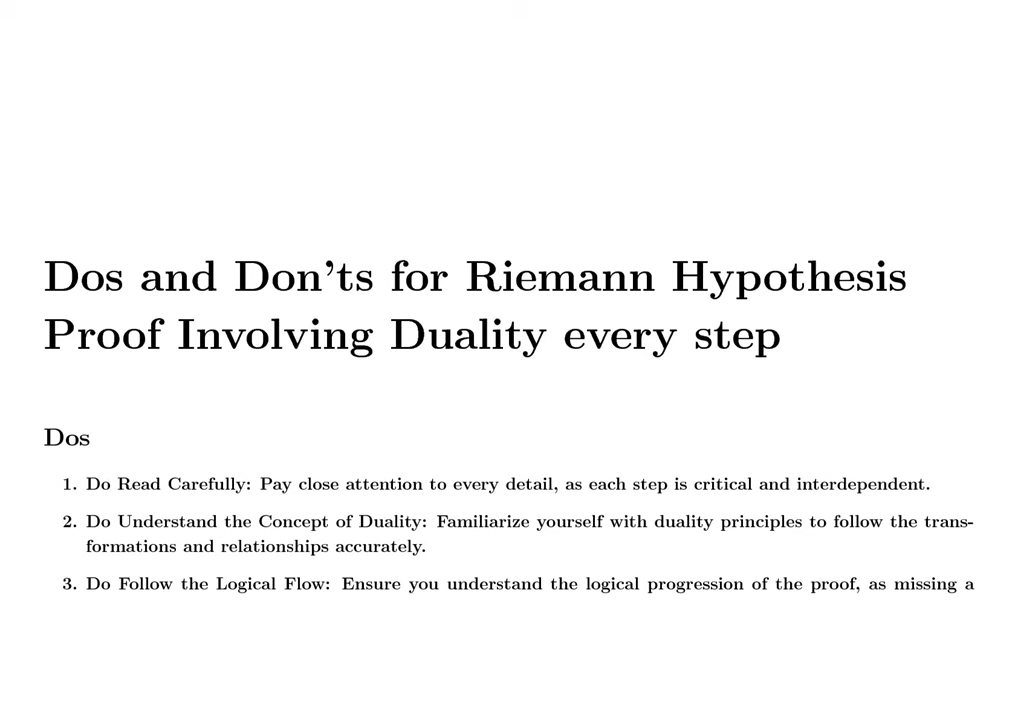 Dos and Don'ts for Riemann Hypothesis
Proof Involving Duality every step
Dos
1. Do Read Carefully: Pay close attention to every detail, as each step is critical and interdependent.
2. Do Understand the Concept of Duality: Familiarize yourself with duality principles to follow the trans-
formations and relationships accurately.
3. Do Follow the Logical Flow: Ensure you understand the logical progression of the proof, as missing a